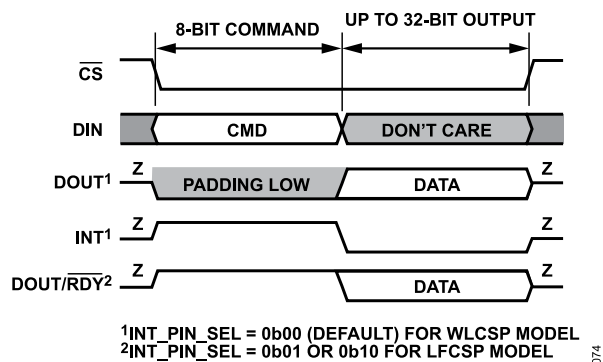 8-BIT COMMAND
UP TO 32-BIT OUTPUT
CS
DIN
CMD
DON'T CARE
DOUT1
Z
PADDING LOW
DATA
Z
INT1
Z
Z
DOUT/RDY2
Z
DATA
Z
1INT_PIN_SEL = 0b00 (DEFAULT) FOR WLCSP MODEL
2INT_PIN_SEL = 0b01 OR 0b10 FOR LFCSP MODEL
074